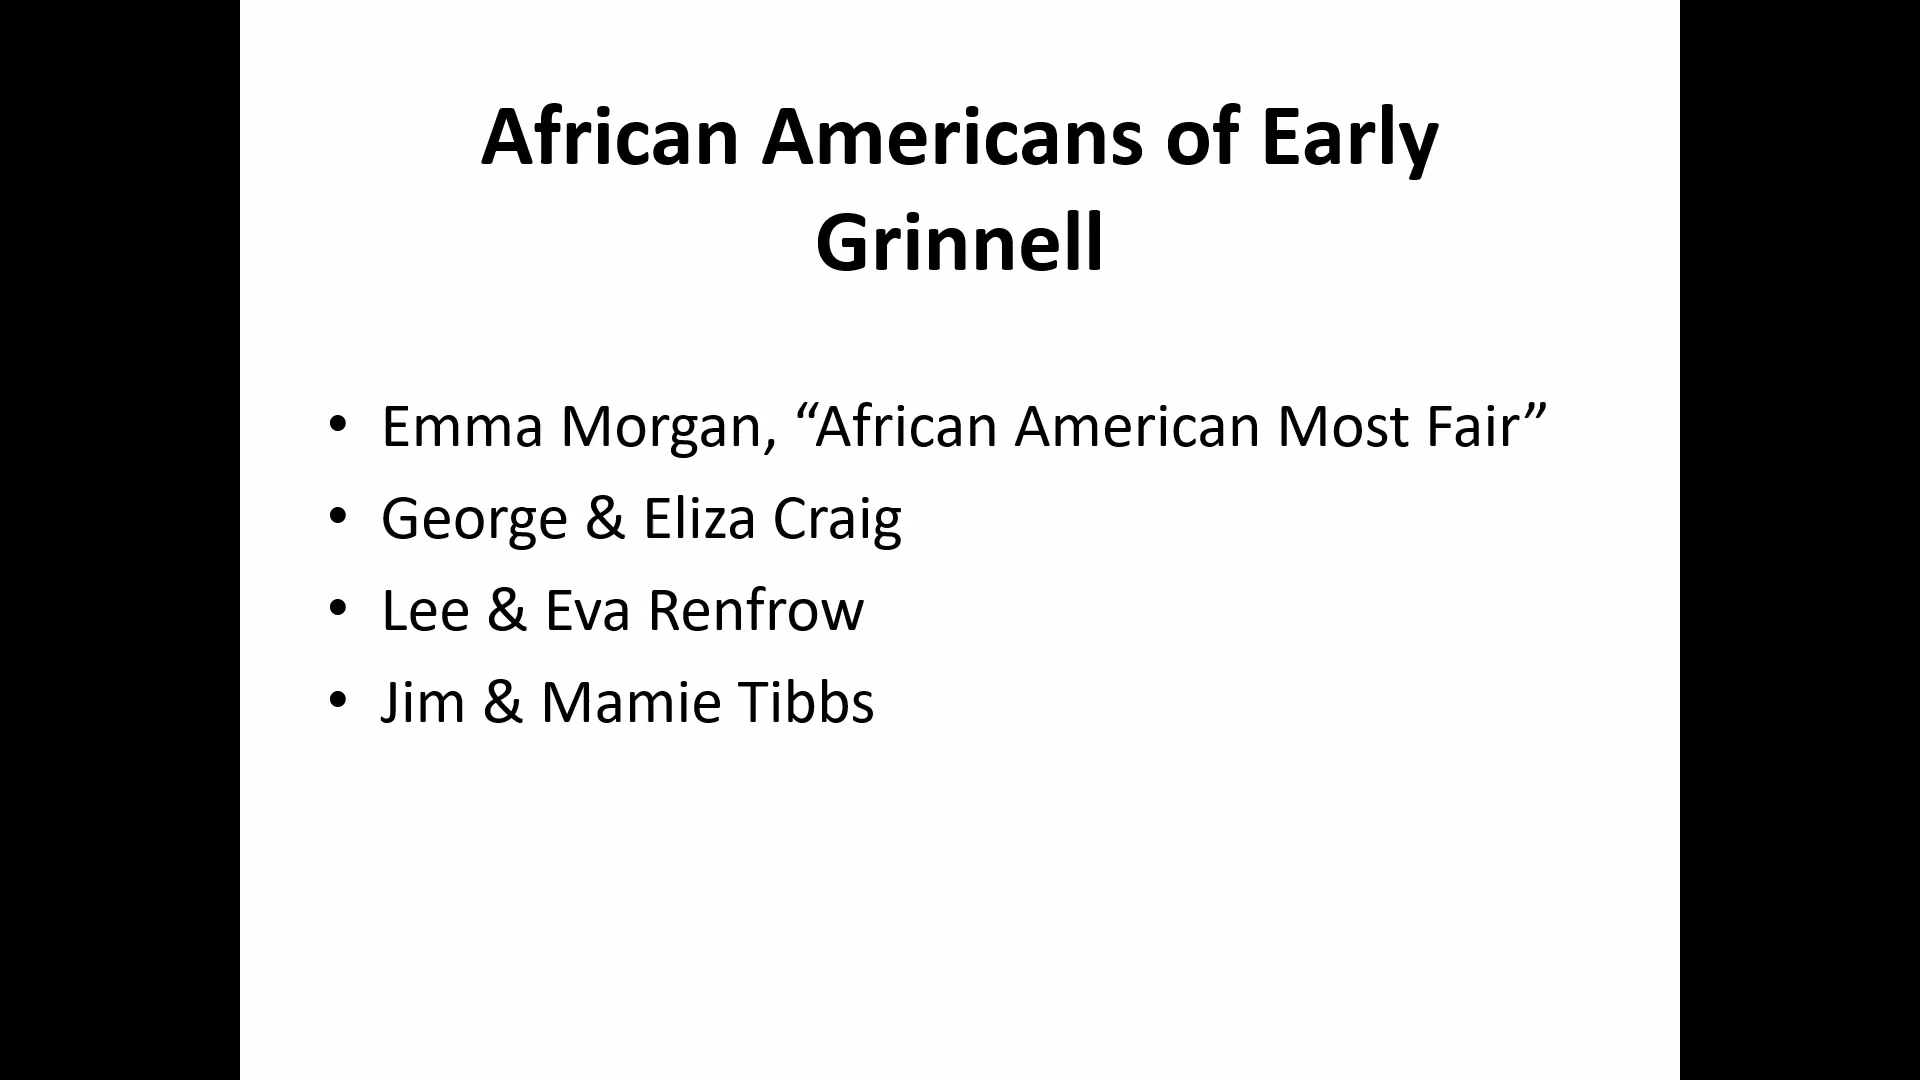 African Americans of Early
Grinnell
• Emma Morgan, “African American Most Fair”
• George & Eliza Craig
• Lee & Eva Renfrow
• Jim & Mamie Tibbs